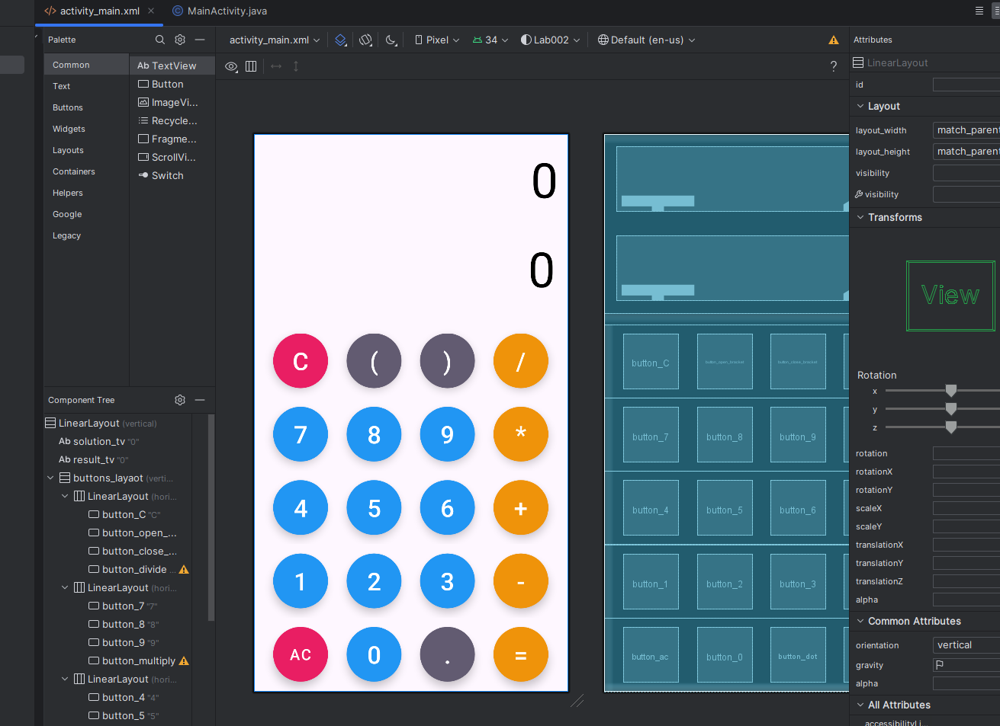 activity_main.xml
MainActivity.java
Palette
Common
Text
Buttons
Widgets
Layouts
Containers
Helpers
Google
Legacy
Ab TextView
Button
ImageVi...
Recycle...
Fragme...
ScrollVi...
Switch
Component Tree
LinearLayout (vertical)
Ab solution_tv "0"
Ab result_tv "0"
buttons_layaot (verti...
LinearLayout (hori...
button_C "C"
button_open_...
button_close_...
button_divide ...
LinearLayout (hori...
button_7 "7"
button_8 "8"
button_9 "9"
button_multiply
LinearLayout (hori...
button_4 "4"
button_5 "5"
activity_main.xml
Pixel
34
Lab002
Default (en-us)
?
0
0
C ( ) /
7 8 9 *
4 5 6 +
1 2 3 -
AC 0 . =
button_C button_open_bracket button_close_bracket
button_7 button_8 button_9
button_4 button_5 button_6
button_1 button_2 button_3
button_ac button_0 button_dot
Attributes
LinearLayout
id
Layout
layout_width match_parent
layout_height match_parent
visibility
visibility
Transforms
View
Rotation
x
y
z
rotation
rotationX
rotationY
scaleX
scaleY
translationX
translationY
translationZ
alpha
Common Attributes
orientation vertical
gravity
alpha
All Attributes
accessibilityLi...